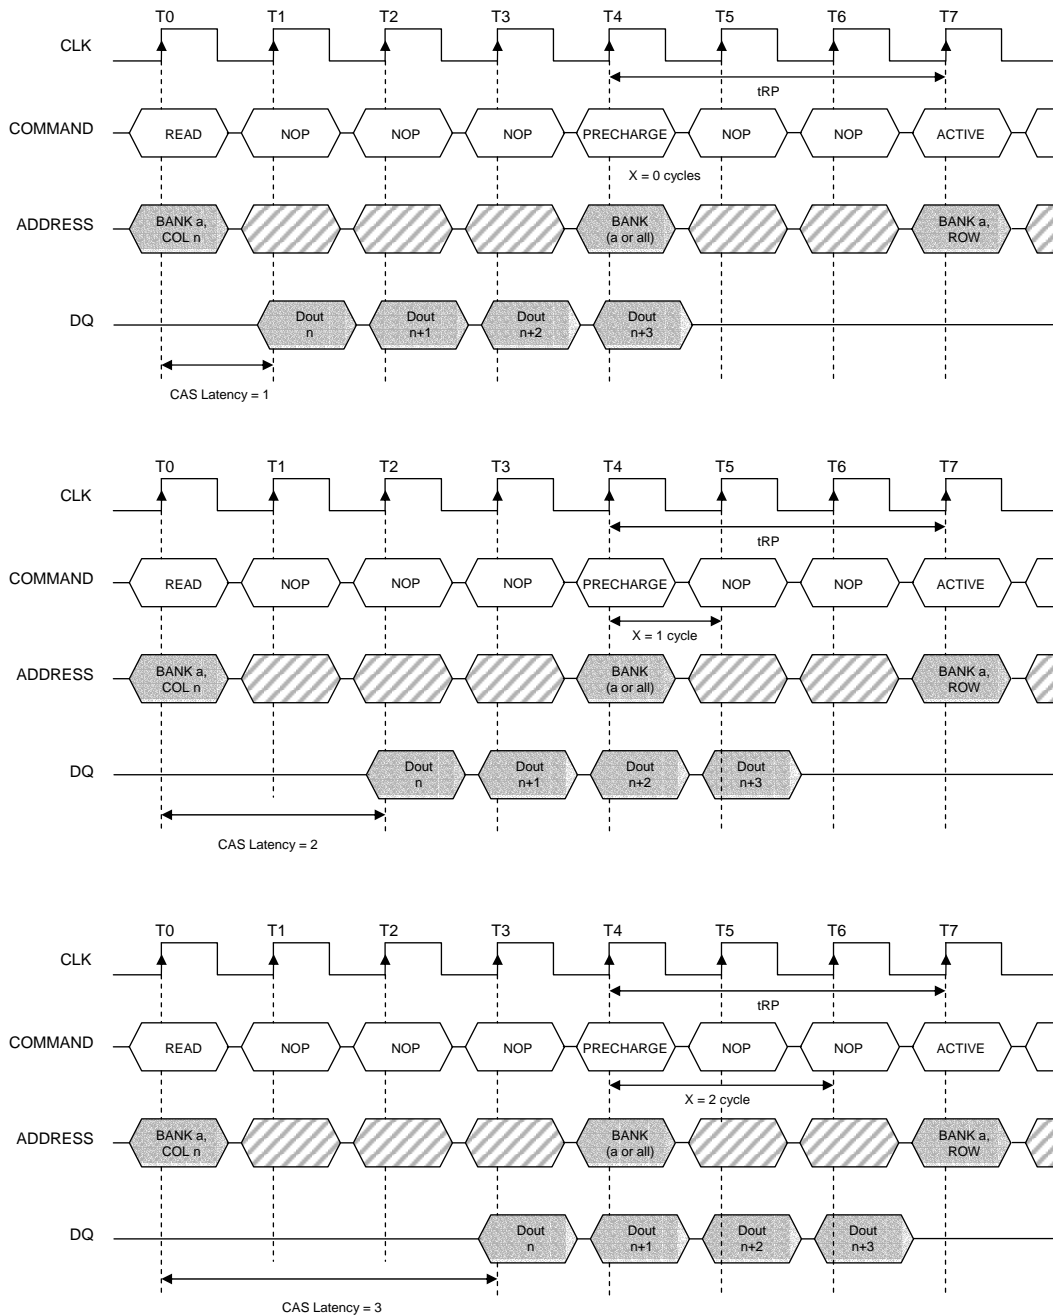 T0 T1 T2 T3 T4 T5 T6 T7
CLK
tRP
COMMAND READ NOP NOP NOP PRECHARGE NOP NOP ACTIVE
X = 0 cycles
ADDRESS BANK a, BANK BANK a,
COL n (a or all) ROW
DQ Dout Dout Dout Dout
n n+1 n+2 n+3
CAS Latency = 1
T0 T1 T2 T3 T4 T5 T6 T7
CLK
tRP
COMMAND READ NOP NOP NOP PRECHARGE NOP NOP ACTIVE
X = 1 cycle
ADDRESS BANK a, BANK BANK a,
COL n (a or all) ROW
DQ Dout Dout Dout Dout
n n+1 n+2 n+3
CAS Latency = 2
T0 T1 T2 T3 T4 T5 T6 T7
CLK
tRP
COMMAND READ NOP NOP NOP PRECHARGE NOP NOP ACTIVE
X = 2 cycle
ADDRESS BANK a, BANK BANK a,
COL n (a or all) ROW
DQ Dout Dout Dout Dout
n n+1 n+2 n+3
CAS Latency = 3